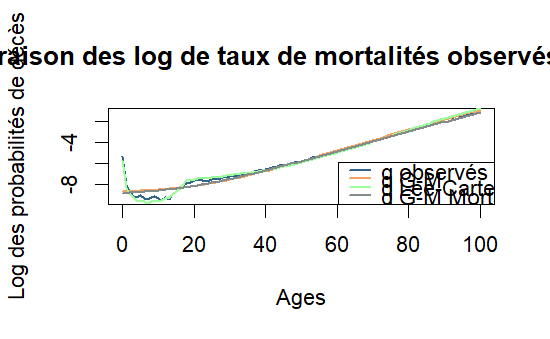 raison des log de taux de mortalités observés
Log des probabilités de décès
-4
-8
q observés
q G-M
q Lee-Carte
q G-M Mort
0
20
40
60
80
100
Ages